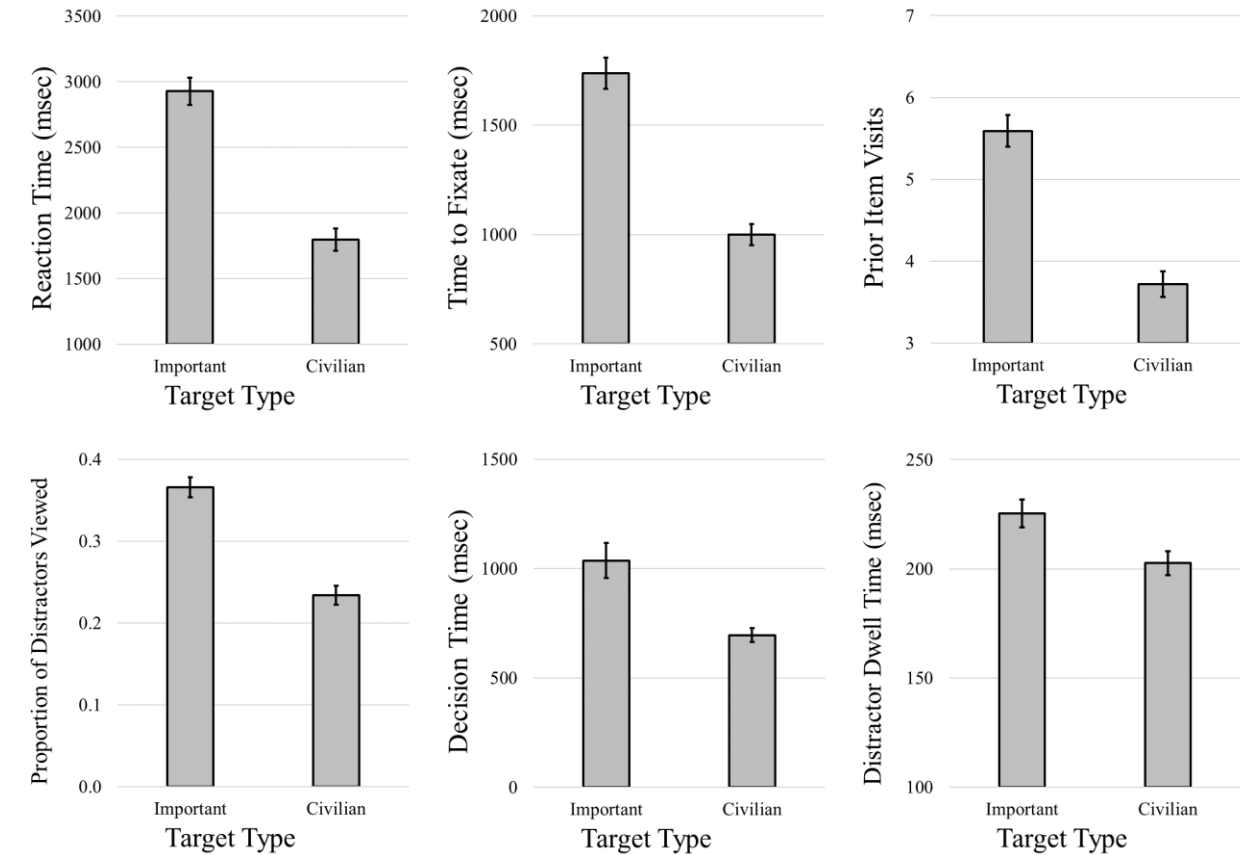 Reaction Time (msec)
3500
3000
2500
2000
1500
1000
Important Civilian
Target Type
Time to Fixate (msec)
2000
1500
1000
500
Important Civilian
Target Type
Prior Item Visits
7
6
5
4
3
Important Civilian
Target Type
Proportion of Distractors Viewed
0.4
0.3
0.2
0.1
0.0
Important Civilian
Target Type
Decision Time (msec)
1500
1000
500
0
Important Civilian
Target Type
Distractor Dwell Time (msec)
250
200
150
100
Important Civilian
Target Type